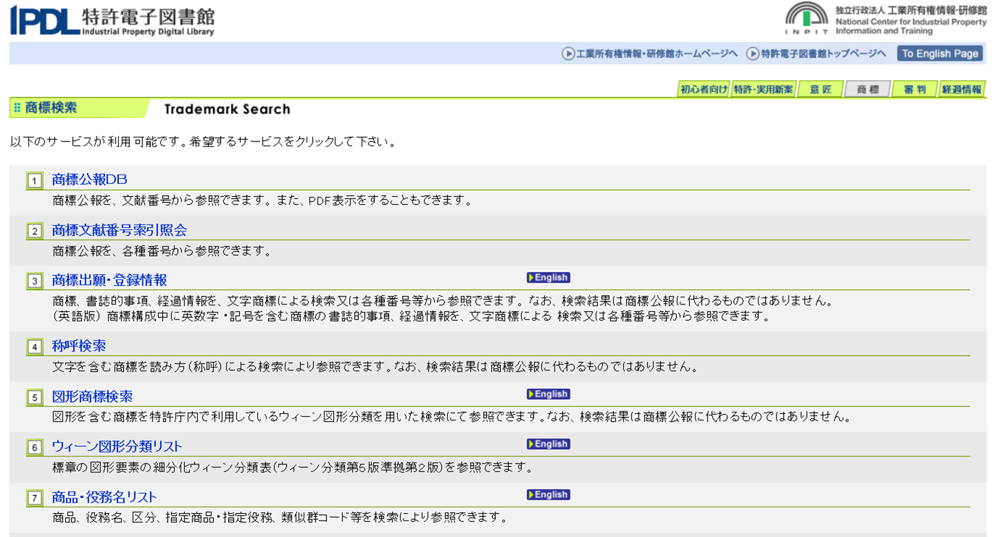 IPDL 特許電子図書館
Industrial Property Digital Library
INPIT
独立行政法人 工業所有権情報・研修館
National Center for Industrial Property
Information and Training
工業所有権情報・研修館ホームページへ 特許電子図書館トップページへ To English Page
初心者向け 特許・実用新案 意匠 商標 審判 経過情報
商標検索 Trademark Search
以下のサービスが利用可能です。希望するサービスをクリックして下さい。
1 商標公報DB
商標公報を、文献番号から参照できます。また、PDF表示をすることもできます。
2 商標文献番号索引照会
商標公報を、各種番号から参照できます。
3 商標出願・登録情報 English
商標、書誌的事項、経過情報を、文字商標による検索又は各種番号等から参照できます。なお、検索結果は商標公報に代わるものではありません。
（英語版） 商標構成中に英数字・記号を含む商標の書誌的事項、経過情報を、文字商標による 検索又は各種番号等から参照できます。
4 称呼検索
文字を含む商標を読み方（称呼）による検索により参照できます。なお、検索結果は商標公報に代わるものではありません。
5 図形商標検索 English
図形を含む商標を特許庁内で利用しているウィーン図形分類を用いた検索にて参照できます。なお、検索結果は商標公報に代わるものではありません。
6 ウィーン図形分類リスト English
標章の図形要素の細分化ウィーン分類表（ウィーン分類第5版準拠第2版）を参照できます。
7 商品・役務名リスト English
商品、役務名、区分、指定商品・指定役務、類似群コード等を検索により参照できます。